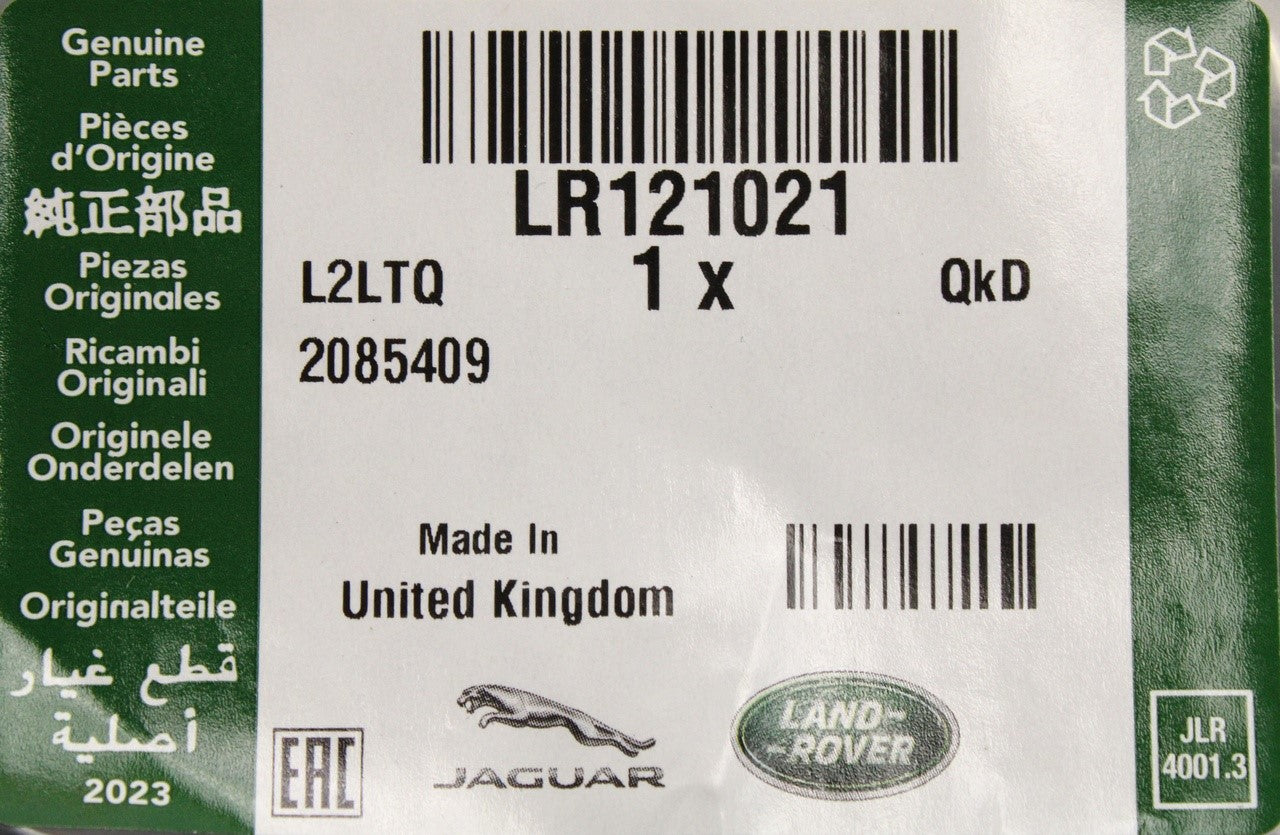 Genuine
Parts
Pièces
d'Origine
純正部品
Piezas
Originales
Ricambi
Originali
Originele
Onderdelen
Peças
Genuinas
Originalteile
قطع غيار
أصلية
2023
LR121021
L2LTQ 1 x QkD
2085409
Made In
United Kingdom
EAC
JAGUAR
LAND-
-ROVER
JLR
4001.3